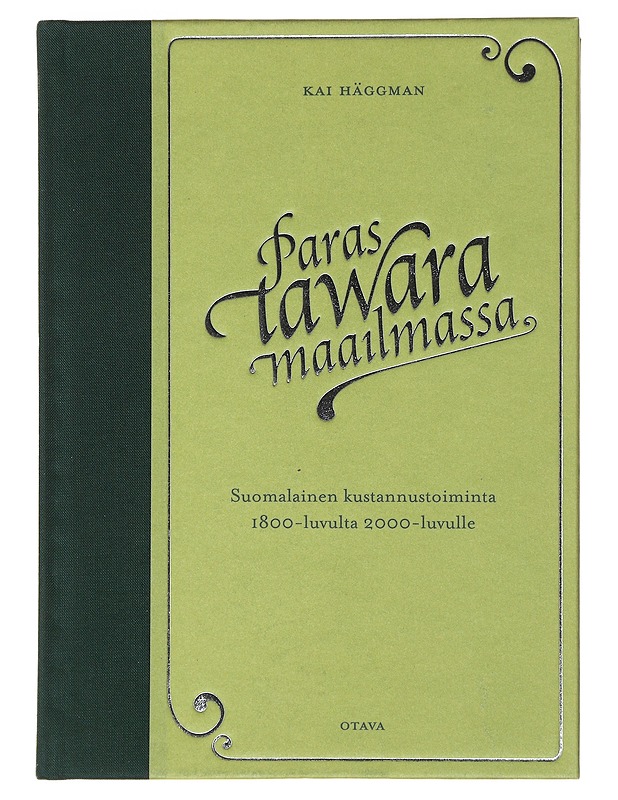 KAI HÄGGMAN
Paras
tawara
maailmassa
Suomalainen kustannustoiminta
1800-luvulta 2000-luvulle
OTAVA